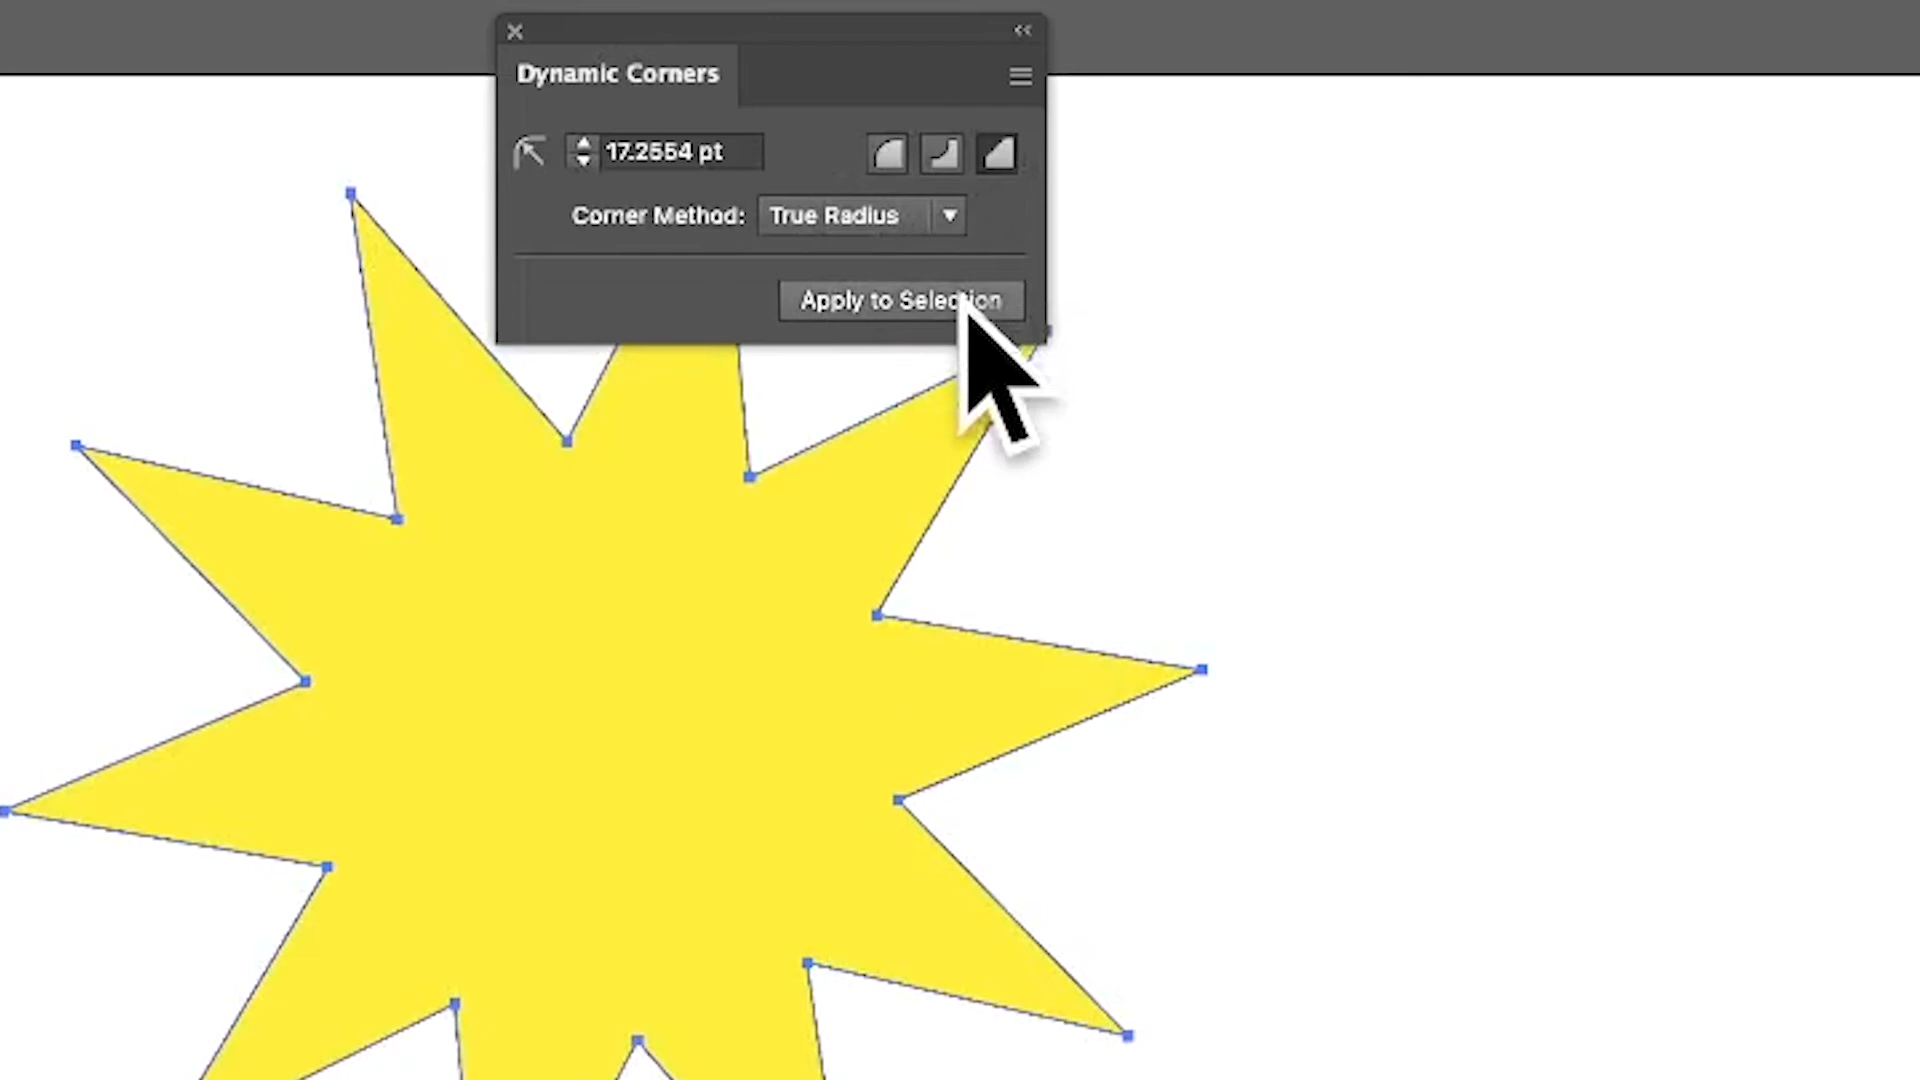 Dynamic Corners
17.2554 pt
Corner Method: True Radius
Apply to Selection